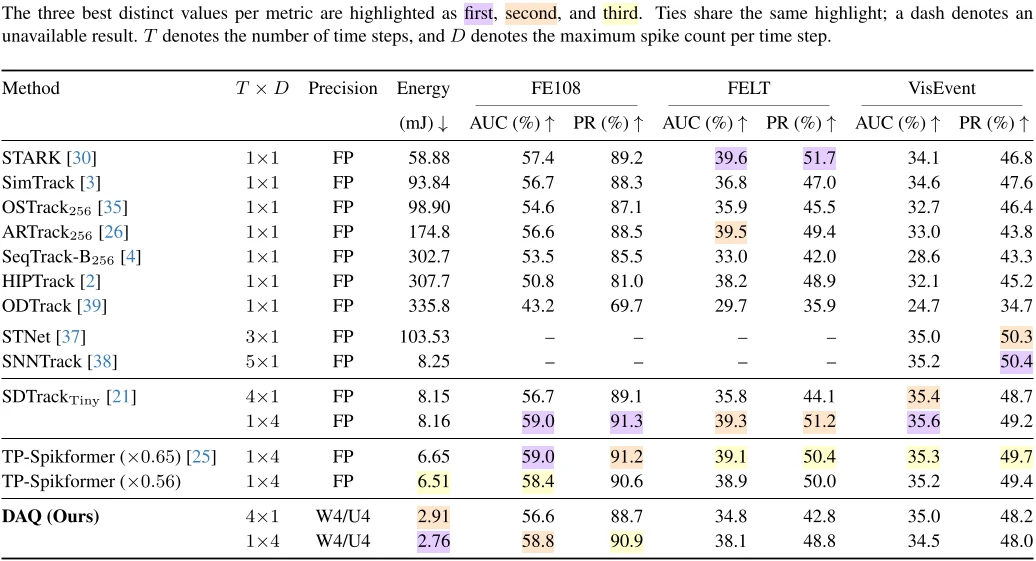 The three best distinct values per metric are highlighted as first, second, and third. Ties share the same highlight; a dash denotes an
unavailable result. T denotes the number of time steps, and D denotes the maximum spike count per time step.
Method T × D Precision Energy FE108 FELT VisEvent
(mJ) ↓ AUC (%) ↑ PR (%) ↑ AUC (%) ↑ PR (%) ↑ AUC (%) ↑ PR (%) ↑
STARK [30] 1×1 FP 58.88 57.4 89.2 39.6 51.7 34.1 46.8
SimTrack [3] 1×1 FP 93.84 56.7 88.3 36.8 47.0 34.6 47.6
OSTrack256 [35] 1×1 FP 98.90 54.6 87.1 35.9 45.5 32.7 46.4
ARTrack256 [26] 1×1 FP 174.8 56.6 88.5 39.5 49.4 33.0 43.8
SeqTrack-B256 [4] 1×1 FP 302.7 53.5 85.5 33.0 42.0 28.6 43.3
HIPTrack [2] 1×1 FP 307.7 50.8 81.0 38.2 48.9 32.1 45.2
ODTrack [39] 1×1 FP 335.8 43.2 69.7 29.7 35.9 24.7 34.7
STNet [37] 3×1 FP 103.53 – – – – 35.0 50.3
SNNTrack [38] 5×1 FP 8.25 – – – – 35.2 50.4
SDTrackTiny [21] 4×1 FP 8.15 56.7 89.1 35.8 44.1 35.4 48.7
1×4 FP 8.16 59.0 91.3 39.3 51.2 35.6 49.2
TP-Spikformer (×0.65) [25] 1×4 FP 6.65 59.0 91.2 39.1 50.4 35.3 49.7
TP-Spikformer (×0.56) 1×4 FP 6.51 58.4 90.6 38.9 50.0 35.2 49.4
DAQ (Ours) 4×1 W4/U4 2.91 56.6 88.7 34.8 42.8 35.0 48.2
1×4 W4/U4 2.76 58.8 90.9 38.1 48.8 34.5 48.0